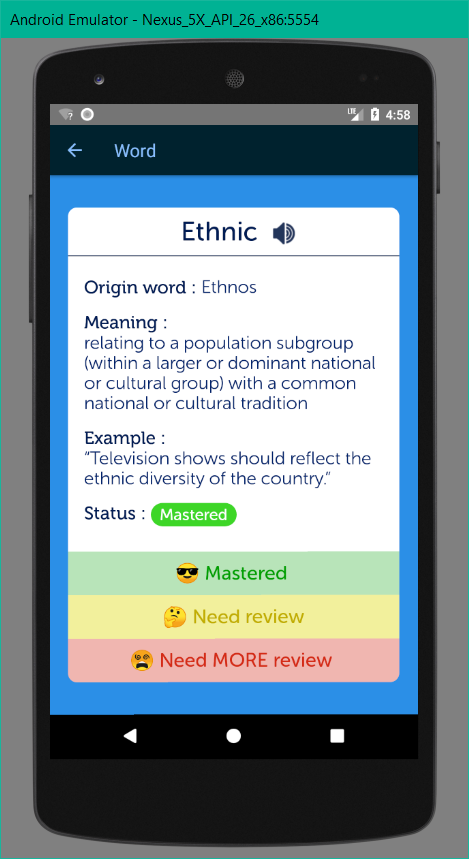 Android Emulator - Nexus_5X_API_26_x86:5554
LTE 4:58
Word
Ethnic
Origin word : Ethnos
Meaning :
relating to a population subgroup
(within a larger or dominant national
or cultural group) with a common
national or cultural tradition
Example :
“Television shows should reflect the
ethnic diversity of the country.”
Status : Mastered
Mastered
Need review
Need MORE review